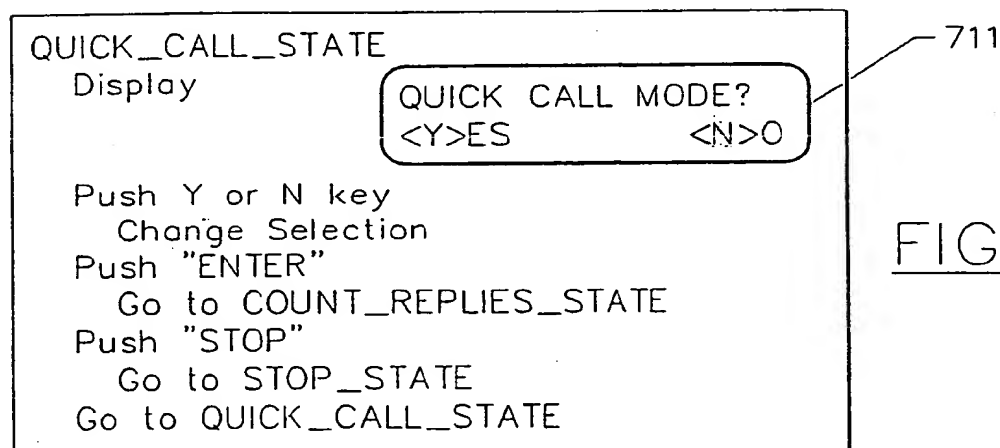 QUICK_CALL_STATE
Display
QUICK CALL MODE?
<Y>ES <N>O
711
Push Y or N key
Change Selection
Push "ENTER"
Go to COUNT_REPLIES_STATE
Push "STOP"
Go to STOP_STATE
Go to QUICK_CALL_STATE
FIG